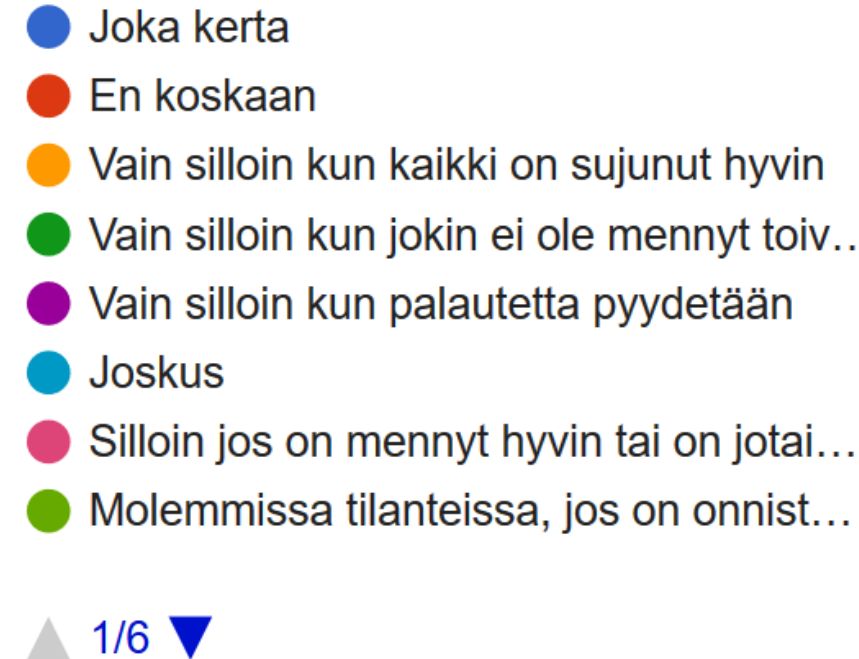 Joka kerta
En koskaan
Vain silloin kun kaikki on sujunut hyvin
Vain silloin kun jokin ei ole mennyt toiv…
Vain silloin kun palautetta pyydetään
Joskus
Silloin jos on mennyt hyvin tai on jotai…
Molemmissa tilanteissa, jos on onnist…
1/6